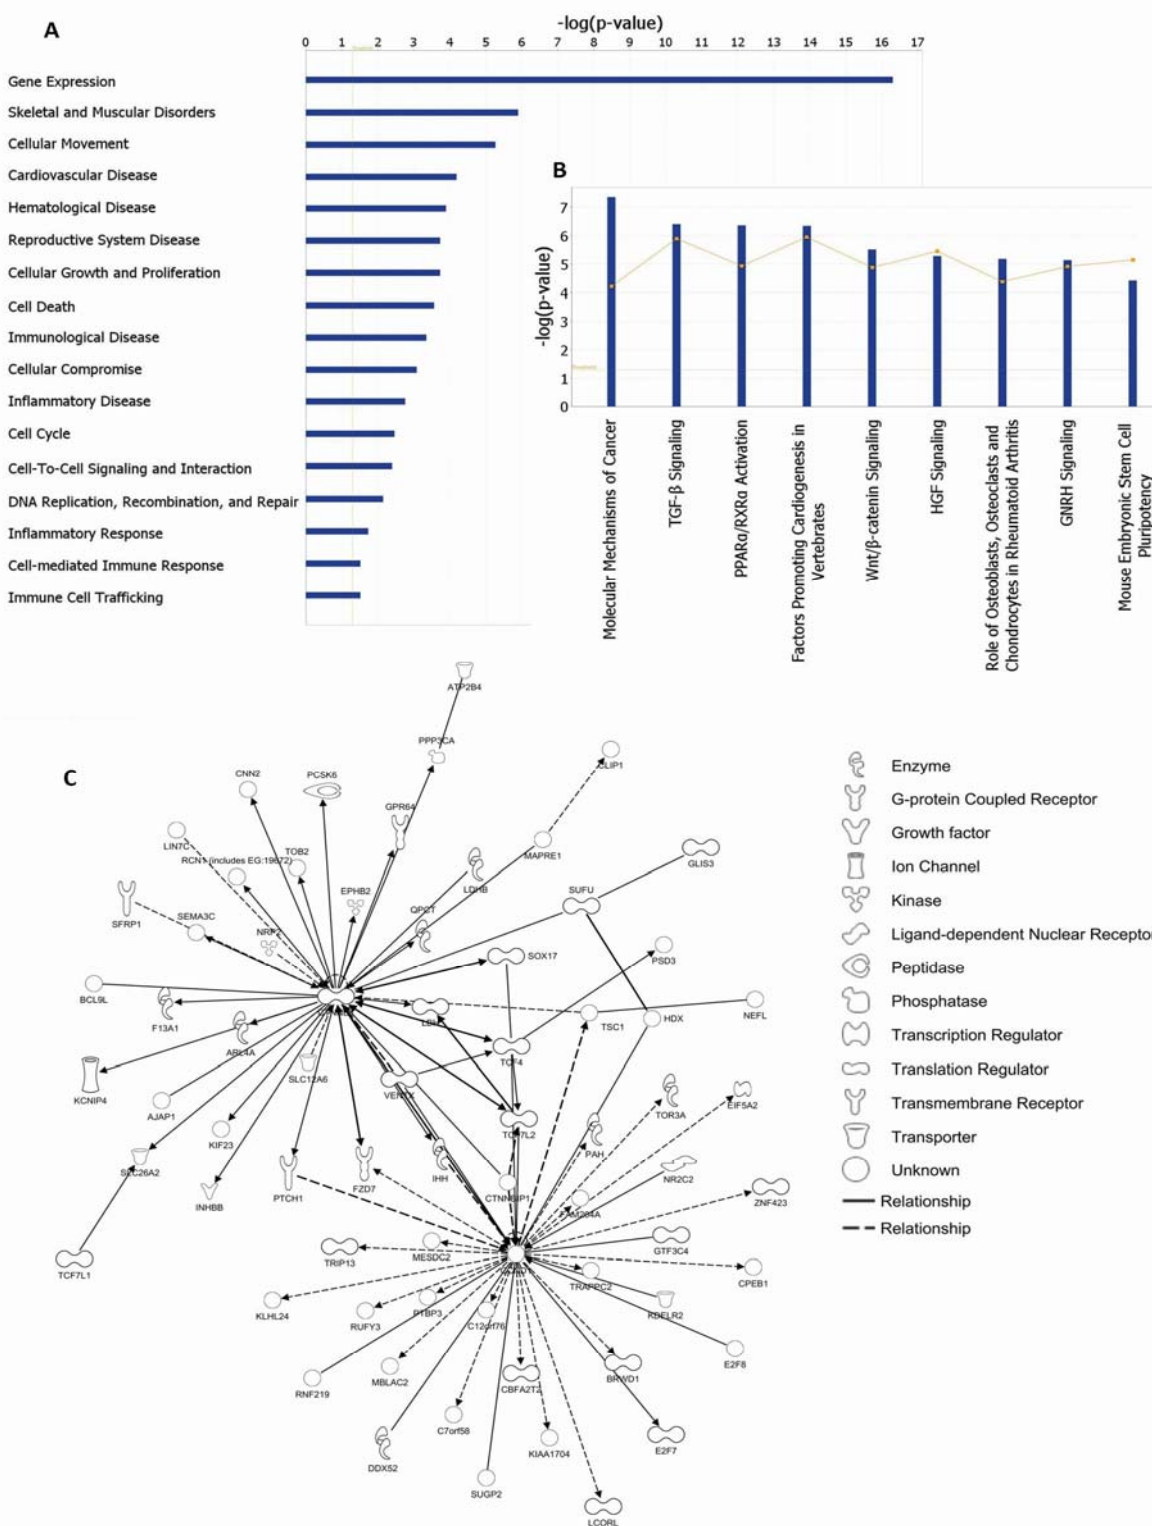 A
-log(p-value)
0 1 2 3 4 5 6 7 8 9 10 11 12 13 14 15 16 17
Gene Expression
Skeletal and Muscular Disorders
Cellular Movement
Cardiovascular Disease
Hematological Disease
Reproductive System Disease
Cellular Growth and Proliferation
Cell Death
Immunological Disease
Cellular Compromise
Inflammatory Disease
Cell Cycle
Cell-To-Cell Signaling and Interaction
DNA Replication, Recombination, and Repair
Inflammatory Response
Cell-mediated Immune Response
Immune Cell Trafficking
B
-log(p-value)
7
6
5
4
3
2
1
0
Molecular Mechanisms of Cancer
TGF-β Signaling
PPARα/RXRα Activation
Factors Promoting Cardiogenesis in
Vertebrates
Wnt/β-catenin Signaling
HGF Signaling
Role of Osteoblasts, Osteoclasts and
Chondrocytes in Rheumatoid Arthritis
GNRH Signaling
Mouse Embryonic Stem Cell
Pluripotency
C
ATP2B4
PPP3CA
CLIP1
CNN2
PCSK6
GPR64
LIN7C
RCN1 (includes EG:19672)
TOB2
MAPRE1
GLIS3
LDHB
SUFU
EPHB2
SFRP1
SEMA3C
NRP2
QPCT
SOX17
PSD3
BCL9L
F13A1
TSC1
HDX
NEFL
ARL4A
TCF4
SLC12A6
VENTX
KCNIP4
AJAP1
KIF23
TCF7L2
PAH
TOR3A
EIF5A2
SLC26A2
INHBB
PTCH1
FZD7
IHH
CTNNBIP1
NR2C2
ZNF423
FAM204A
TCF7L1
TRIP13
MESDC2
GTF3C4
TRAPPC2
CPEB1
KLHL24
RUFY3
PTBP3
C12orf76
KDELR2
E2F8
RNF219
MBLAC2
CBFA2T2
BRWD1
C7orf58
KIAA1704
E2F7
DDX52
SUGP2
LCORL
Enzyme
G-protein Coupled Receptor
Growth factor
Ion Channel
Kinase
Ligand-dependent Nuclear Receptor
Peptidase
Phosphatase
Transcription Regulator
Translation Regulator
Transmembrane Receptor
Transporter
Unknown
Relationship
Relationship